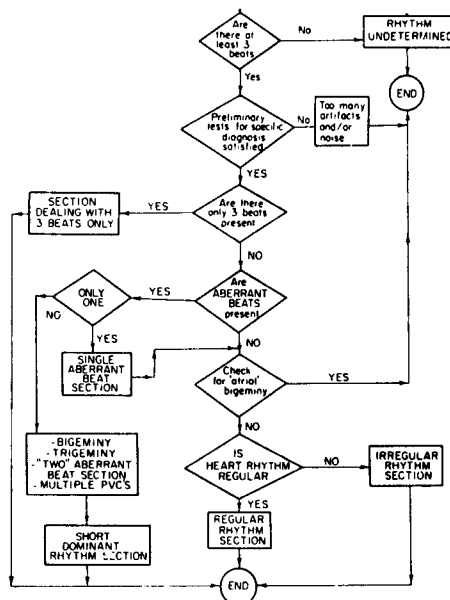 Are
there at
least 3
beats
No
RHYTHM
UNDETERMINED
Yes
END
Preliminary
tests for specific
diagnosis
satisfied
No
Too many
artifacts
and/or
noise
YES
SECTION
DEALING WITH
3 BEATS ONLY
YES
Are there
only 3 beats
present
NO
ONLY
ONE
YES
Are
ABERRANT
BEATS
present
NO
YES
NO
SINGLE
ABERRANT
BEAT
SECTION
Check
for 'atrial'
bigeminy
YES
NO
- BIGEMINY
- TRIGEMINY
-"TWO" ABERRANT
BEAT SECTION
- MULTIPLE PVC'S
IS
HEART RHYTHM
REGULAR
NO
IRREGULAR
RHYTHM
SECTION
YES
SHORT
DOMINANT
RHYTHM SECTION
REGULAR
RHYTHM
SECTION
END